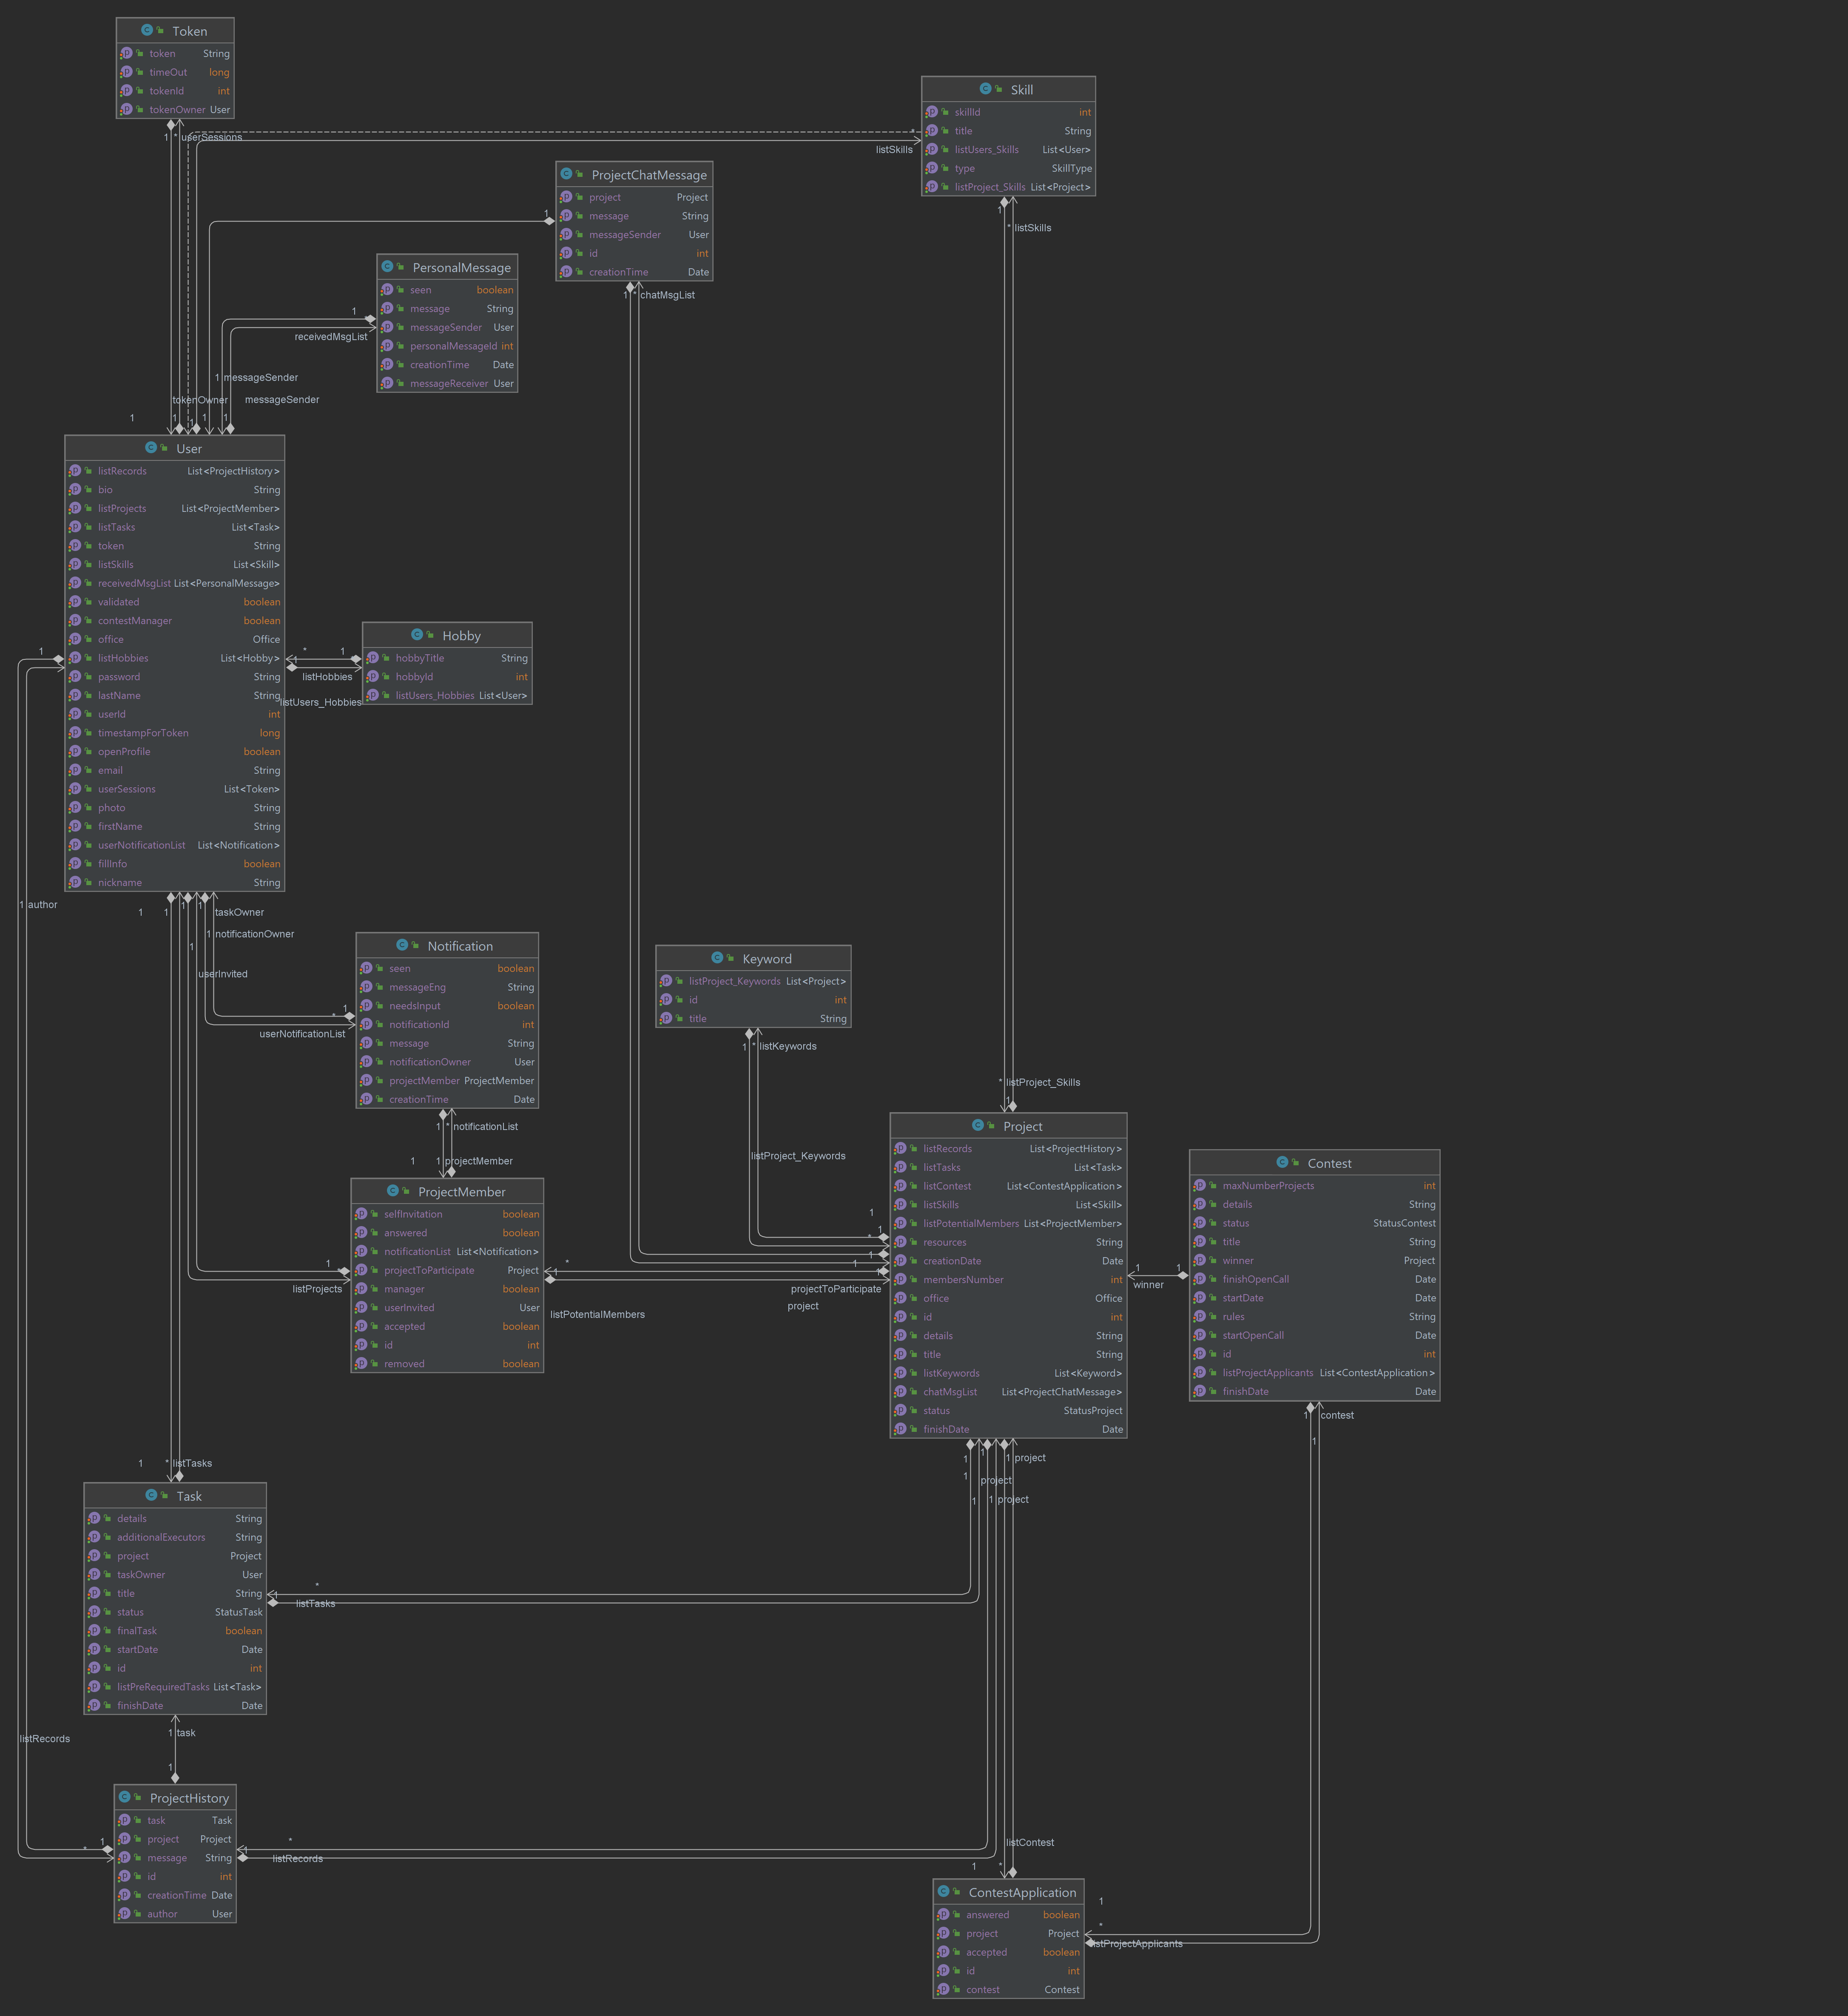 Token
token String
timeOut long
tokenId int
tokenOwner User
1 * userSessions
Skill
skillId int
title String
listUsers_Skills List<User>
type SkillType
listProject_Skills List<Project>
*
listSkills
1
* listSkills
ProjectChatMessage
project Project
message String
messageSender User
id int
creationTime Date
1
1 * chatMsgList
PersonalMessage
seen boolean
message String
messageSender User
personalMessageId int
creationTime Date
messageReceiver User
1 *
receivedMsgList
1 messageSender
tokenOwner messageSender
1 1 1 1 1
User
listRecords List<ProjectHistory>
bio String
listProjects List<ProjectMember>
listTasks List<Task>
token String
listSkills List<Skill>
receivedMsgList List<PersonalMessage>
validated boolean
contestManager boolean
office Office
listHobbies List<Hobby>
password String
lastName String
userId int
timestampForToken long
openProfile boolean
email String
userSessions List<Token>
photo String
firstName String
userNotificationList List<Notification>
fillInfo boolean
nickname String
Hobby
hobbyTitle String
hobbyId int
listUsers_Hobbies List<User>
1
* 1
1 *
listHobbies
listUsers_Hobbies
1 author
1 1 1 1 taskOwner
1 notificationOwner
1
userInvited
Notification
seen boolean
messageEng String
needsInput boolean
notificationId int
message String
notificationOwner User
projectMember ProjectMember
creationTime Date
1
*
userNotificationList
1 * notificationList
1 1 projectMember
Keyword
listProject_Keywords List<Project>
id int
title String
1 * listKeywords
listProject_Keywords
* listProject_Skills
1
ProjectMember
selfInvitation boolean
answered boolean
notificationList List<Notification>
projectToParticipate Project
manager boolean
userInvited User
accepted boolean
id int
removed boolean
1 *
listProjects
*
1
listPotentialMembers
projectToParticipate
project
Project
listRecords List<ProjectHistory>
listTasks List<Task>
listContest List<ContestApplication>
listSkills List<Skill>
listPotentialMembers List<ProjectMember>
resources String
creationDate Date
membersNumber int
office Office
id int
details String
title String
listKeywords List<Keyword>
chatMsgList List<ProjectChatMessage>
status StatusProject
finishDate Date
1
* 1
1 1
1
1 1
winner
Contest
maxNumberProjects int
details String
status StatusContest
title String
winner Project
finishOpenCall Date
startDate Date
rules String
startOpenCall Date
id int
listProjectApplicants List<ContestApplication>
finishDate Date
1 contest
1
1 1 1 project
1 project
1 1 project
1 * listTasks
Task
details String
additionalExecutors String
project Project
taskOwner User
title String
status StatusTask
finalTask boolean
startDate Date
id int
listPreRequiredTasks List<Task>
finishDate Date
*
1
listTasks
1 task
listRecords
1
ProjectHistory
task Task
project Project
message String
id int
creationTime Date
author User
1
*
*
1
listRecords
listContest
1 *
ContestApplication
answered boolean
project Project
accepted boolean
id int
contest Contest
1
*
listProjectApplicants